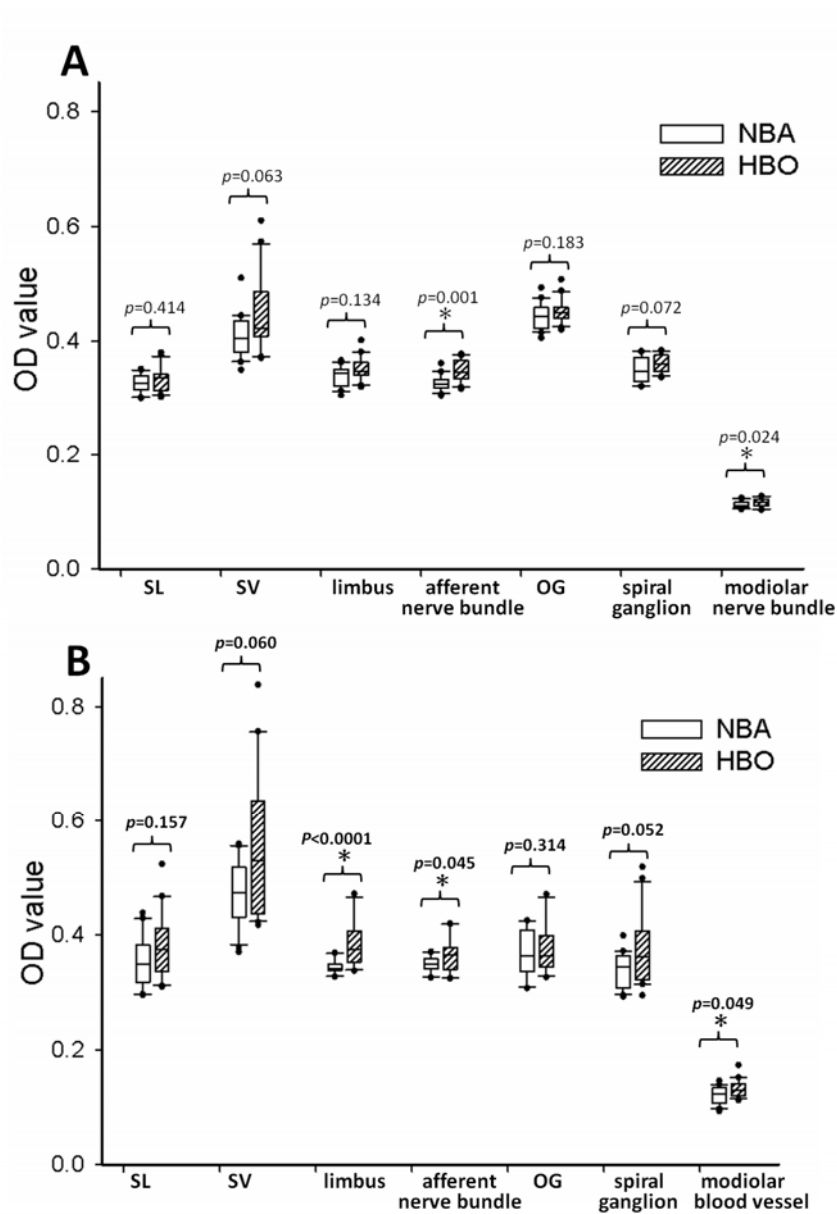 A
0.8
NBA
HBO
p=0.063
0.6
p=0.183
p=0.414
p=0.134
p=0.001
*
p=0.072
OD value
0.4
0.2
p=0.024
*
0.0
SL SV limbus afferent OG spiral modiolar
nerve bundle ganglion nerve bundle
B
p=0.060
0.8
NBA
HBO
0.6
p=0.157
P<0.0001
*
p=0.045
*
p=0.314
p=0.052
OD value
0.4
0.2
p=0.049
*
0.0
SL SV limbus afferent OG spiral modiolar
nerve bundle ganglion blood vessel